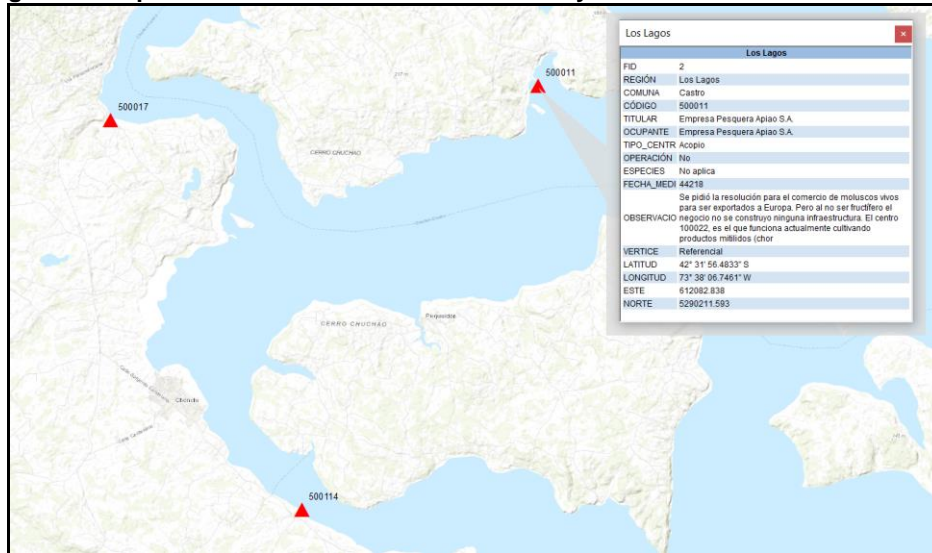 500011
500017
CERRO CHUCHAO
CERRO CHUCHAO
Chonchi
500114
Los Lagos
Los Lagos
FID 2
REGIÓN Los Lagos
COMUNA Castro
CÓDIGO 500011
TITULAR Empresa Pesquera Apiao S.A.
OCUPANTE Empresa Pesquera Apiao S.A.
TIPO_CENTR Acopio
OPERACIÓN No
ESPECIES No aplica
FECHA_MEDI 44218
Se pidió la resolución para el comercio de moluscos vivos
para ser exportados a Europa. Pero al no ser fructífero el
OBSERVACIO negocio no se construyo ninguna infraestructura. El centro
100022, es el que funciona actualmente cultivando
productos mitilidos (chor
VERTICE Referencial
LATITUD 42° 31' 56.4833" S
LONGITUD 73° 38' 06.7461" W
ESTE 612082.838
NORTE 5290211.593